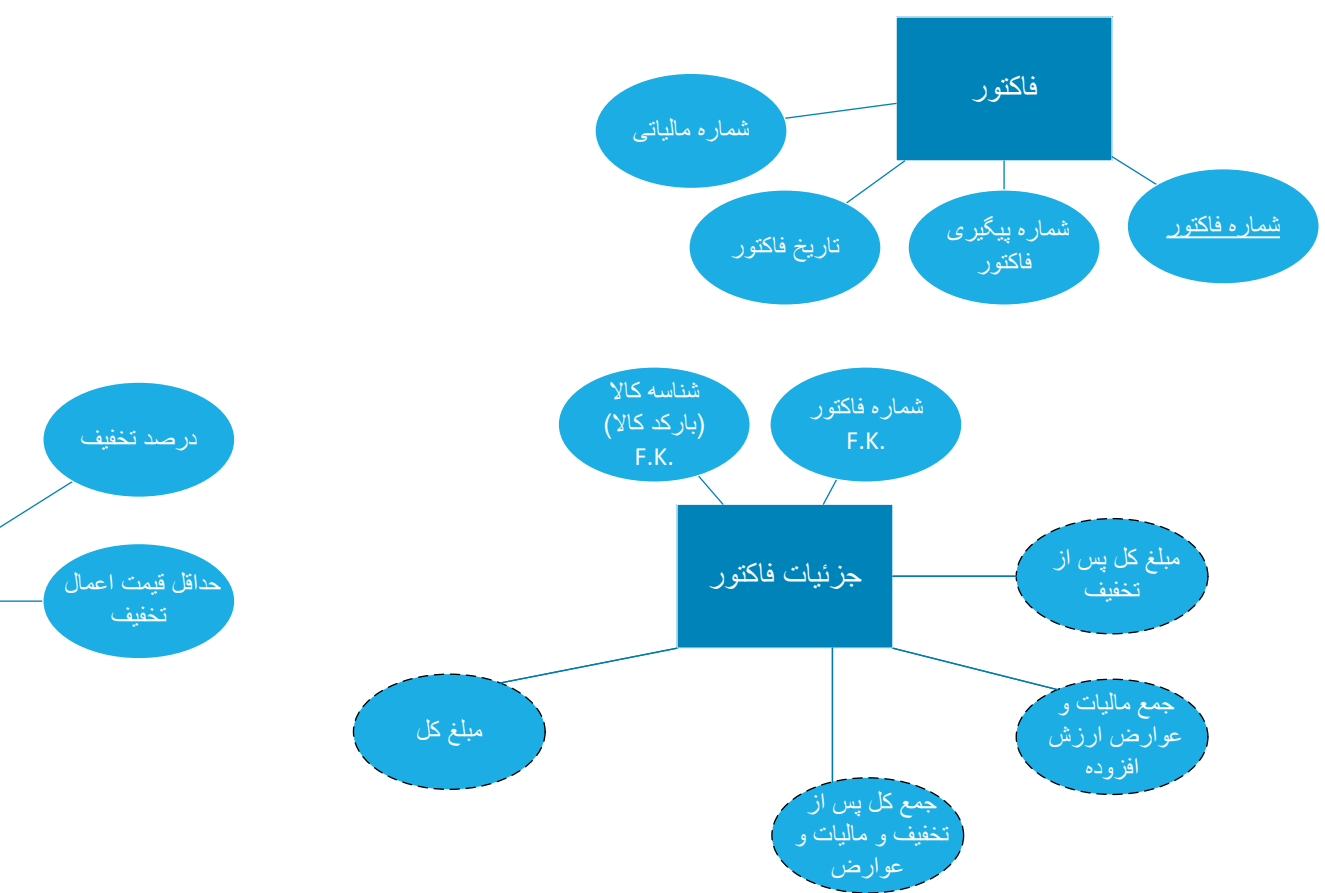 فاکتور
شماره مالیاتی
شماره فاکتور
شماره پیگیری
فاکتور
تاریخ فاکتور
شماره فاکتور
F.K.
شناسه کالا
(بارکد کالا)
F.K.
درصد تخفیف
حداقل قیمت اعمال
تخفیف
جزئیات فاکتور
مبلغ کل پس از
تخفیف
جمع مالیات و
عوارض ارزش
افزوده
مبلغ کل
جمع کل پس از
تخفیف و مالیات و
عوارض